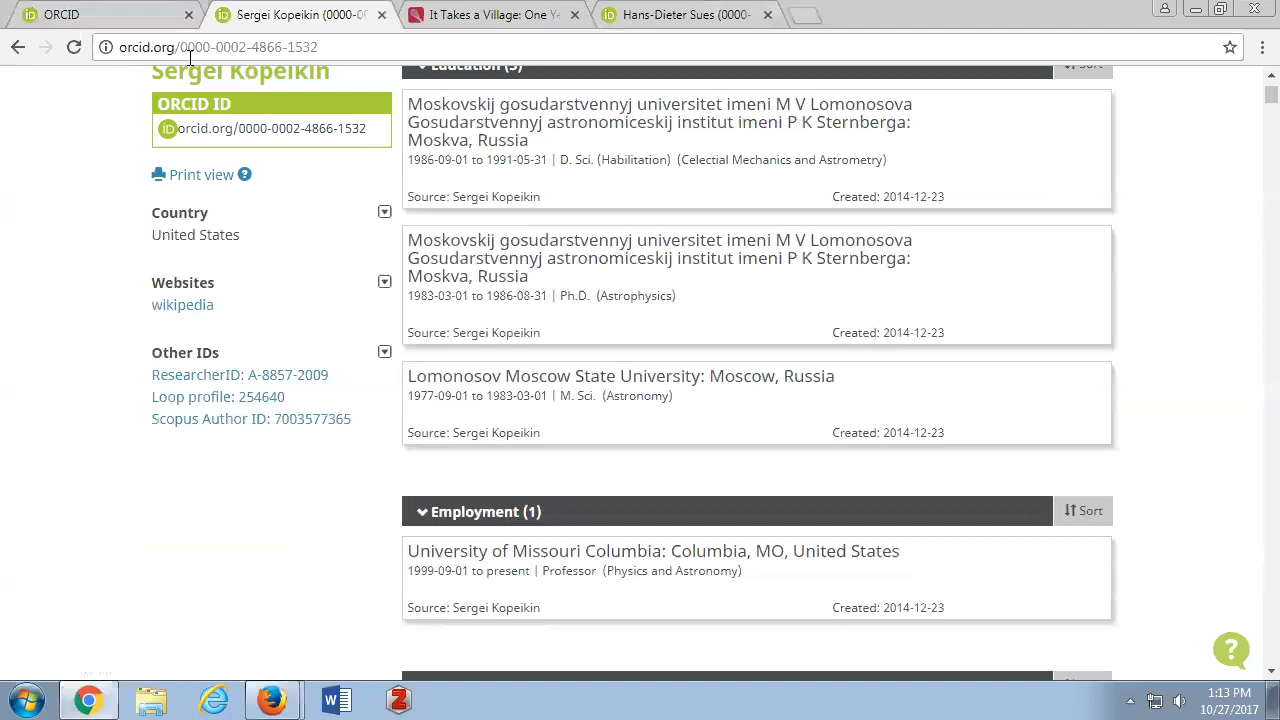 ORCID
Sergei Kopeikin (0000-0
It Takes a Village: One Ye
Hans-Dieter Sues (0000-
orcid.org/0000-0002-4866-1532
Sergei Kopeikin
ORCID ID
iD orcid.org/0000-0002-4866-1532
Print view
Country
United States
Websites
wikipedia
Other IDs
ResearcherID: A-8857-2009
Loop profile: 254640
Scopus Author ID: 7003577365
Education (3)
Sort
Moskovskij gosudarstvennyj universitet imeni M V Lomonosova
Gosudarstvennyj astronomiceskij institut imeni P K Sternberga:
Moskva, Russia
1986-09-01 to 1991-05-31 | D. Sci. (Habilitation) (Celectial Mechanics and Astrometry)
Source: Sergei Kopeikin Created: 2014-12-23
Moskovskij gosudarstvennyj universitet imeni M V Lomonosova
Gosudarstvennyj astronomiceskij institut imeni P K Sternberga:
Moskva, Russia
1983-03-01 to 1986-08-31 | Ph.D. (Astrophysics)
Source: Sergei Kopeikin Created: 2014-12-23
Lomonosov Moscow State University: Moscow, Russia
1977-09-01 to 1983-03-01 | M. Sci. (Astronomy)
Source: Sergei Kopeikin Created: 2014-12-23
Employment (1)
Sort
University of Missouri Columbia: Columbia, MO, United States
1999-09-01 to present | Professor (Physics and Astronomy)
Source: Sergei Kopeikin Created: 2014-12-23
?
1:13 PM
10/27/2017